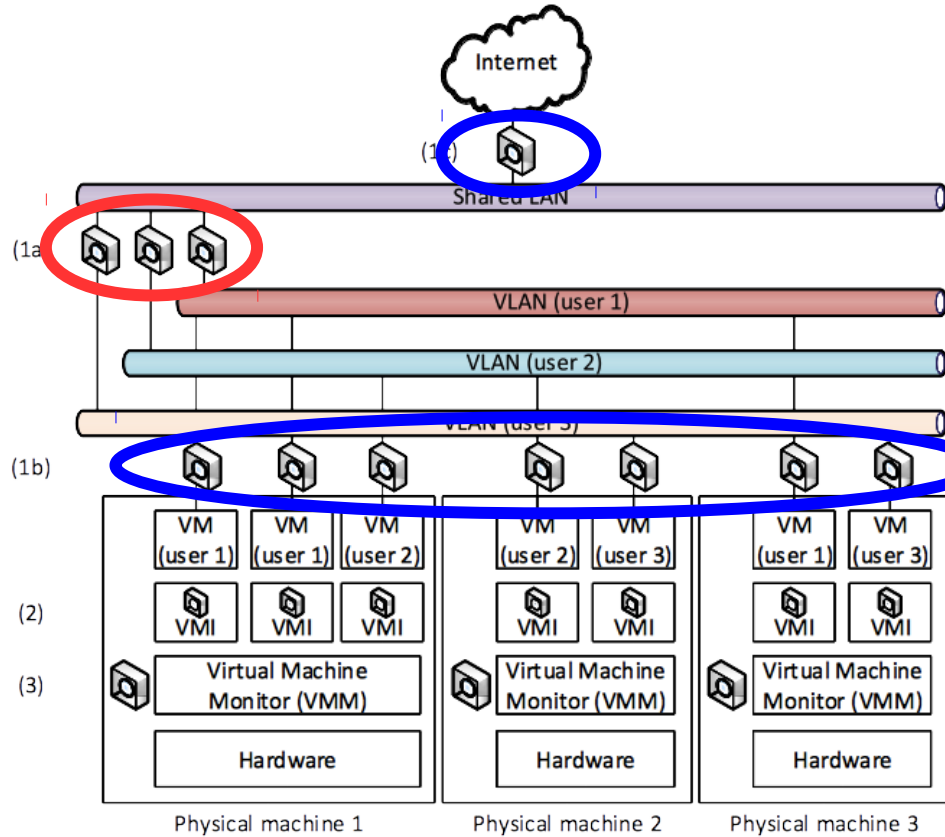 Internet
(1c)
Shared LAN
(1a
VLAN (user 1)
VLAN (user 2)
VLAN (user 3)
(1b)
VM (user 1)
VM (user 1)
VM (user 2)
VM (user 2)
VM (user 3)
VM (user 1)
VM (user 3)
(2)
VMI
VMI
VMI
VMI
VMI
VMI
VMI
(3)
Virtual Machine
Monitor (VMM)
Virtual Machine
Monitor (VMM)
Virtual Machine
Monitor (VMM)
Hardware
Hardware
Hardware
Physical machine 1
Physical machine 2
Physical machine 3